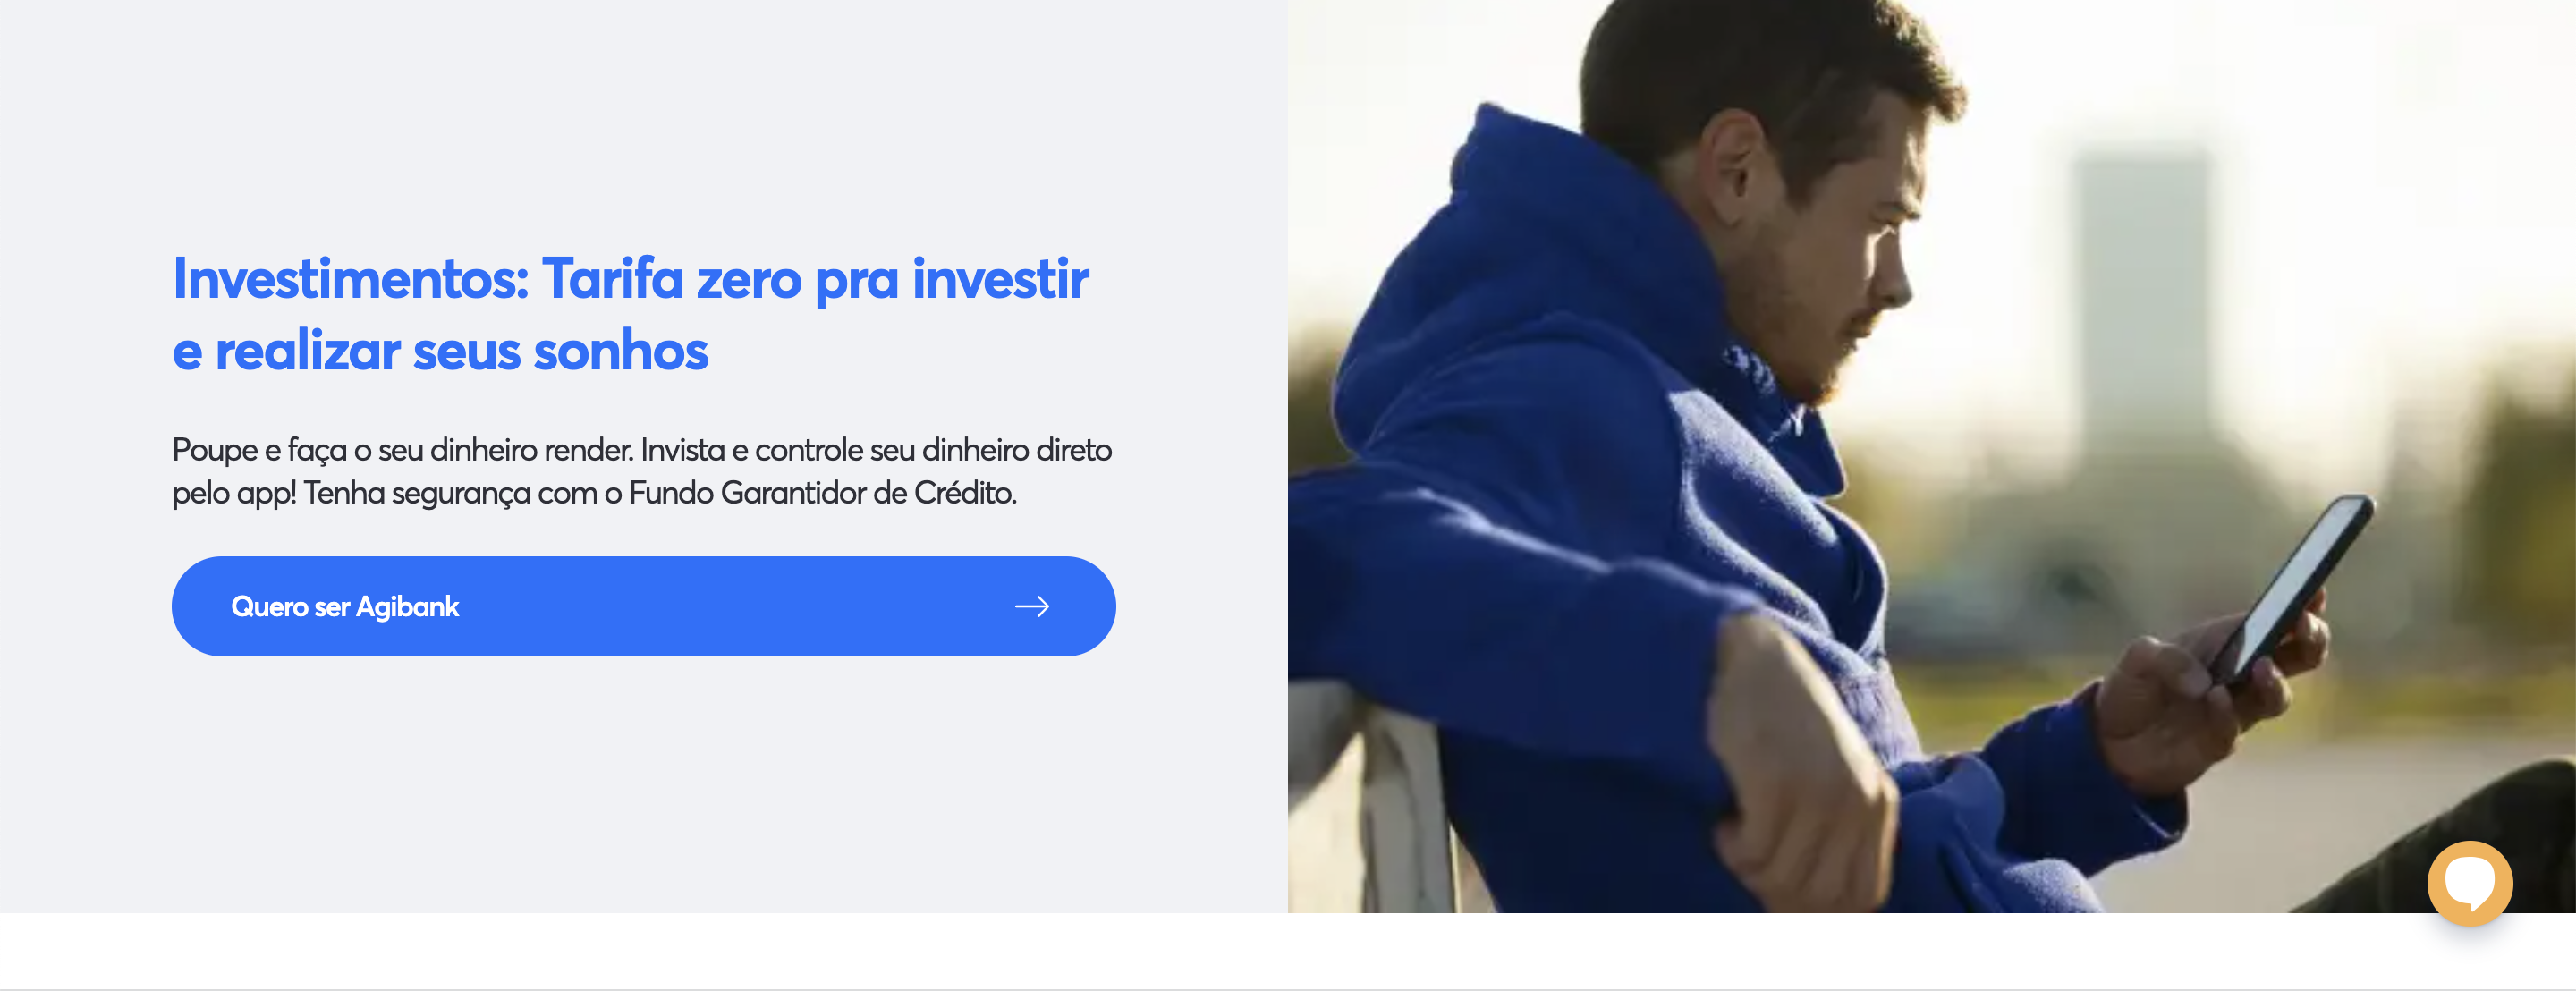 Investimentos: Tarifa zero pra investir
e realizar seus sonhos
Poupe e faça o seu dinheiro render. Invista e controle seu dinheiro direto
pelo app! Tenha segurança com o Fundo Garantidor de Crédito.
Quero ser Agibank